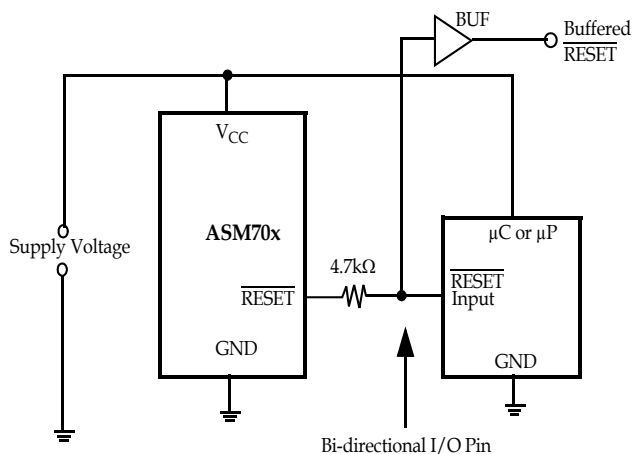 BUF
Buffered
RESET
VCC
ASM70x
µC or µP
Supply Voltage
4.7kΩ
RESET
RESET
Input
GND
GND
Bi-directional I/O Pin